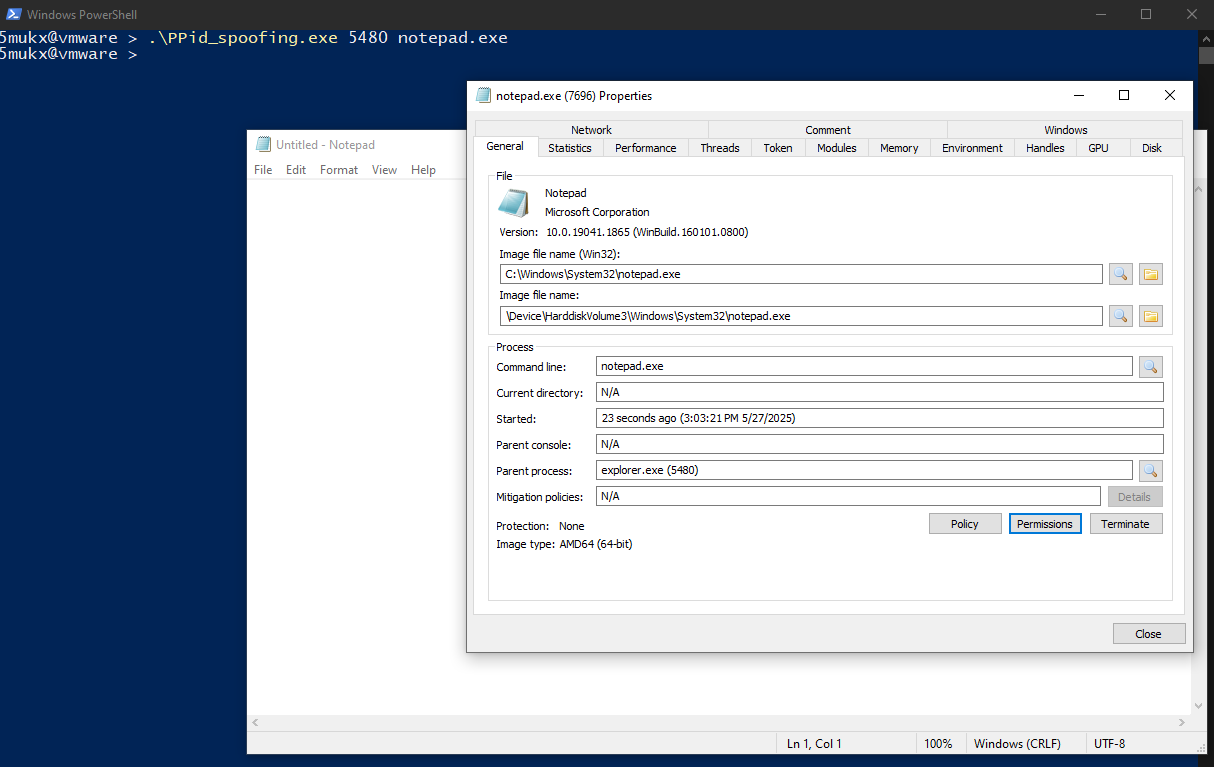 Windows PowerShell
5mukx@vmware > .\PPid_spoofing.exe 5480 notepad.exe
5mukx@vmware >
notepad.exe (7696) Properties
Untitled - Notepad
File Edit Format View Help
Network Comment Windows
General Statistics Performance Threads Token Modules Memory Environment Handles GPU Disk
File
Notepad
Microsoft Corporation
Version: 10.0.19041.1865 (WinBuild.160101.0800)
Image file name (Win32):
C:\Windows\System32\notepad.exe
Image file name:
\Device\HarddiskVolume3\Windows\System32\notepad.exe
Process
Command line: notepad.exe
Current directory: N/A
Started: 23 seconds ago (3:03:21 PM 5/27/2025)
Parent console: N/A
Parent process: explorer.exe (5480)
Mitigation policies: N/A Details
Protection: None Policy Permissions Terminate
Image type: AMD64 (64-bit)
Close
Ln 1, Col 1 100% Windows (CRLF) UTF-8